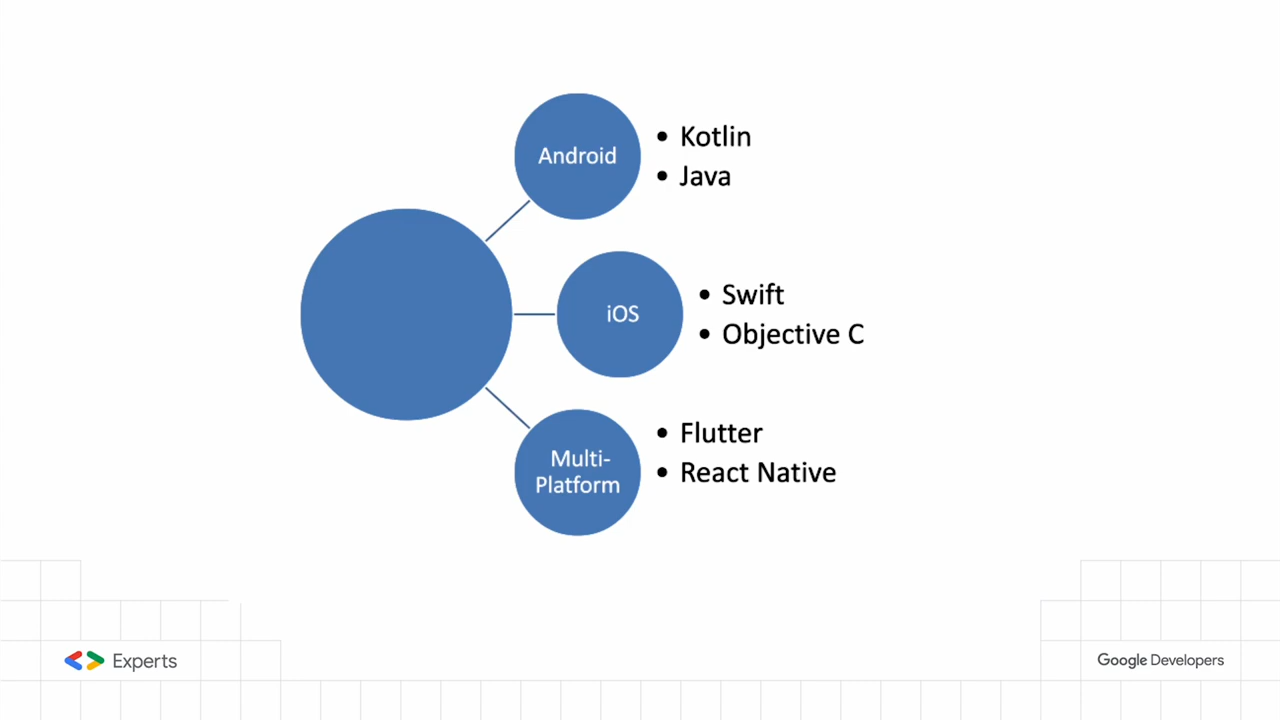 Android
• Kotlin
• Java
iOS
• Swift
• Objective C
Multi-
Platform
• Flutter
• React Native
Experts
Google Developers